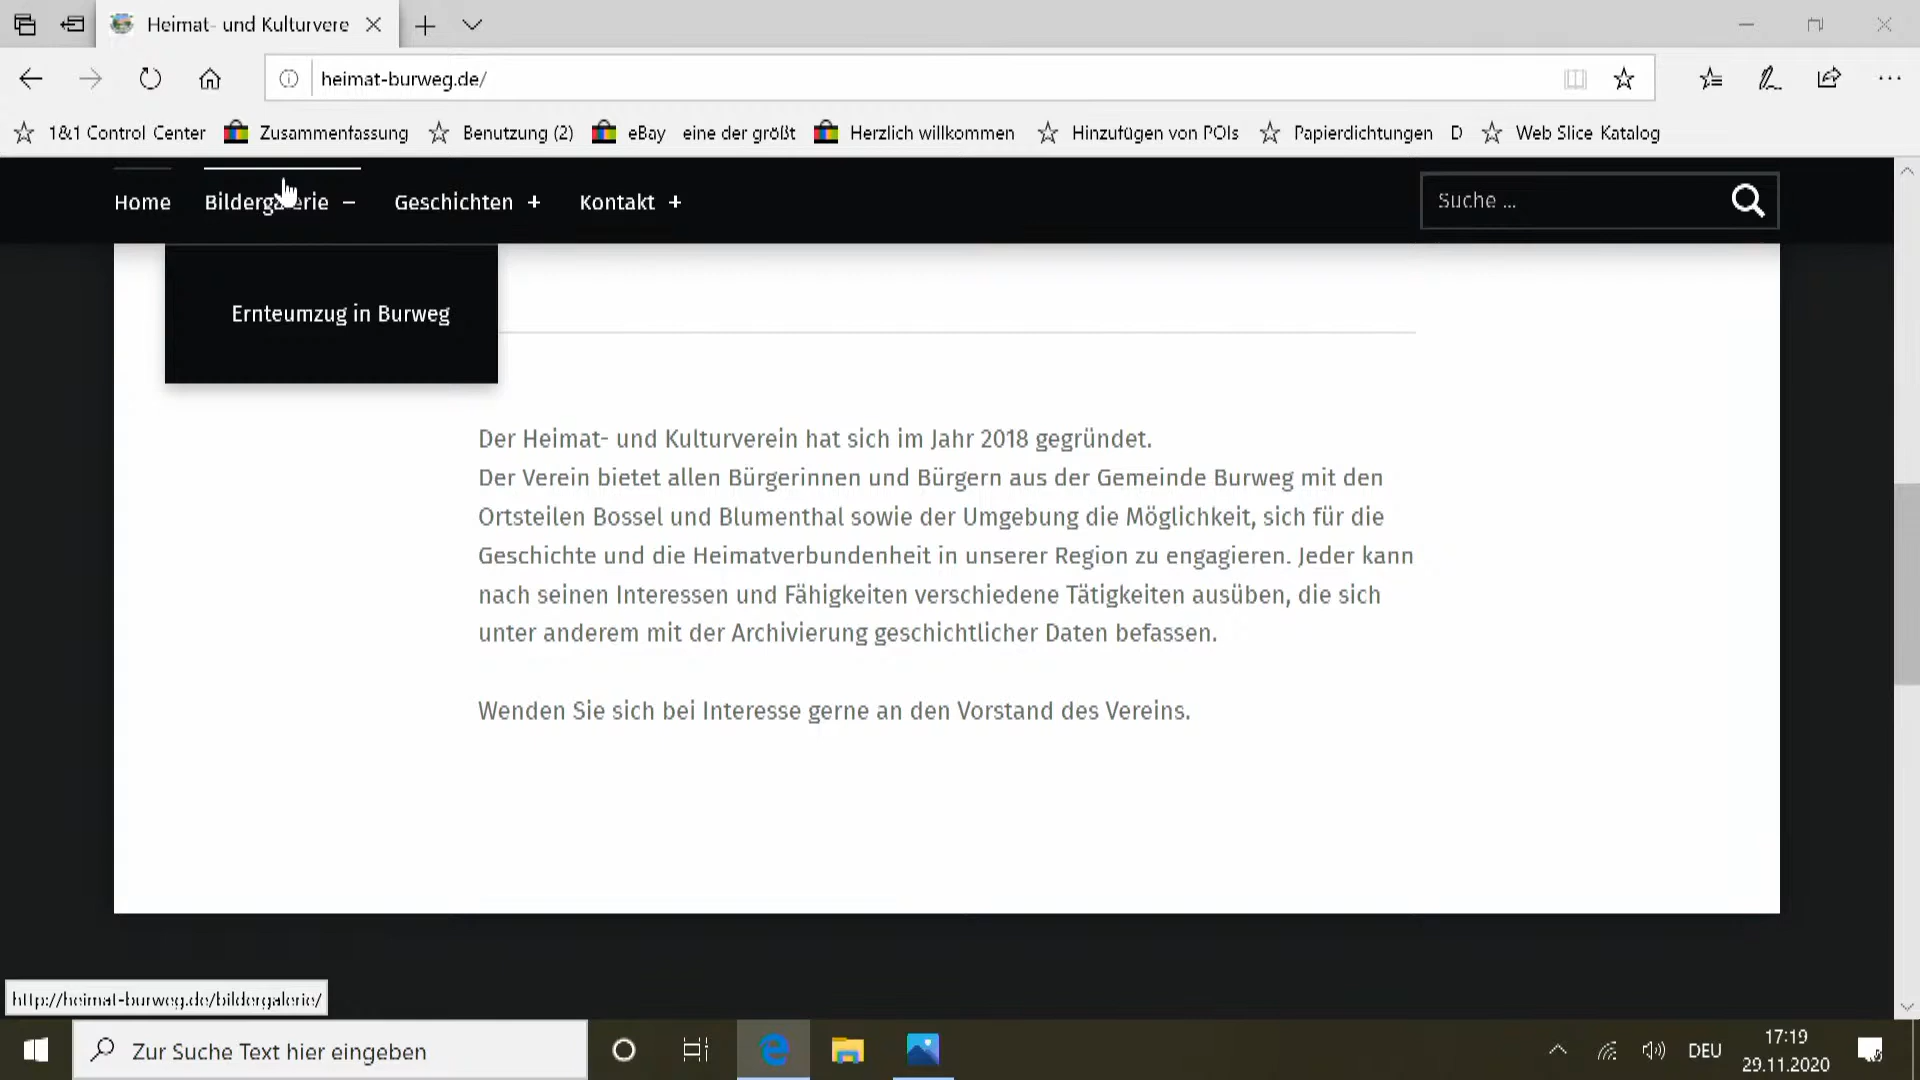 Heimat- und Kulturvere
heimat-burweg.de/
1&1 Control Center Zusammenfassung Benutzung (2) eBay eine der größt Herzlich willkommen Hinzufügen von POIs Papierdichtungen D Web Slice Katalog
Home Bildergalerie − Geschichten + Kontakt + Suche ...
Ernteumzug in Burweg
Der Heimat- und Kulturverein hat sich im Jahr 2018 gegründet.
Der Verein bietet allen Bürgerinnen und Bürgern aus der Gemeinde Burweg mit den
Ortsteilen Bossel und Blumenthal sowie der Umgebung die Möglichkeit, sich für die
Geschichte und die Heimatverbundenheit in unserer Region zu engagieren. Jeder kann
nach seinen Interessen und Fähigkeiten verschiedene Tätigkeiten ausüben, die sich
unter anderem mit der Archivierung geschichtlicher Daten befassen.
Wenden Sie sich bei Interesse gerne an den Vorstand des Vereins.
http://heimat-burweg.de/bildergalerie/
Zur Suche Text hier eingeben
DEU
17:19
29.11.2020